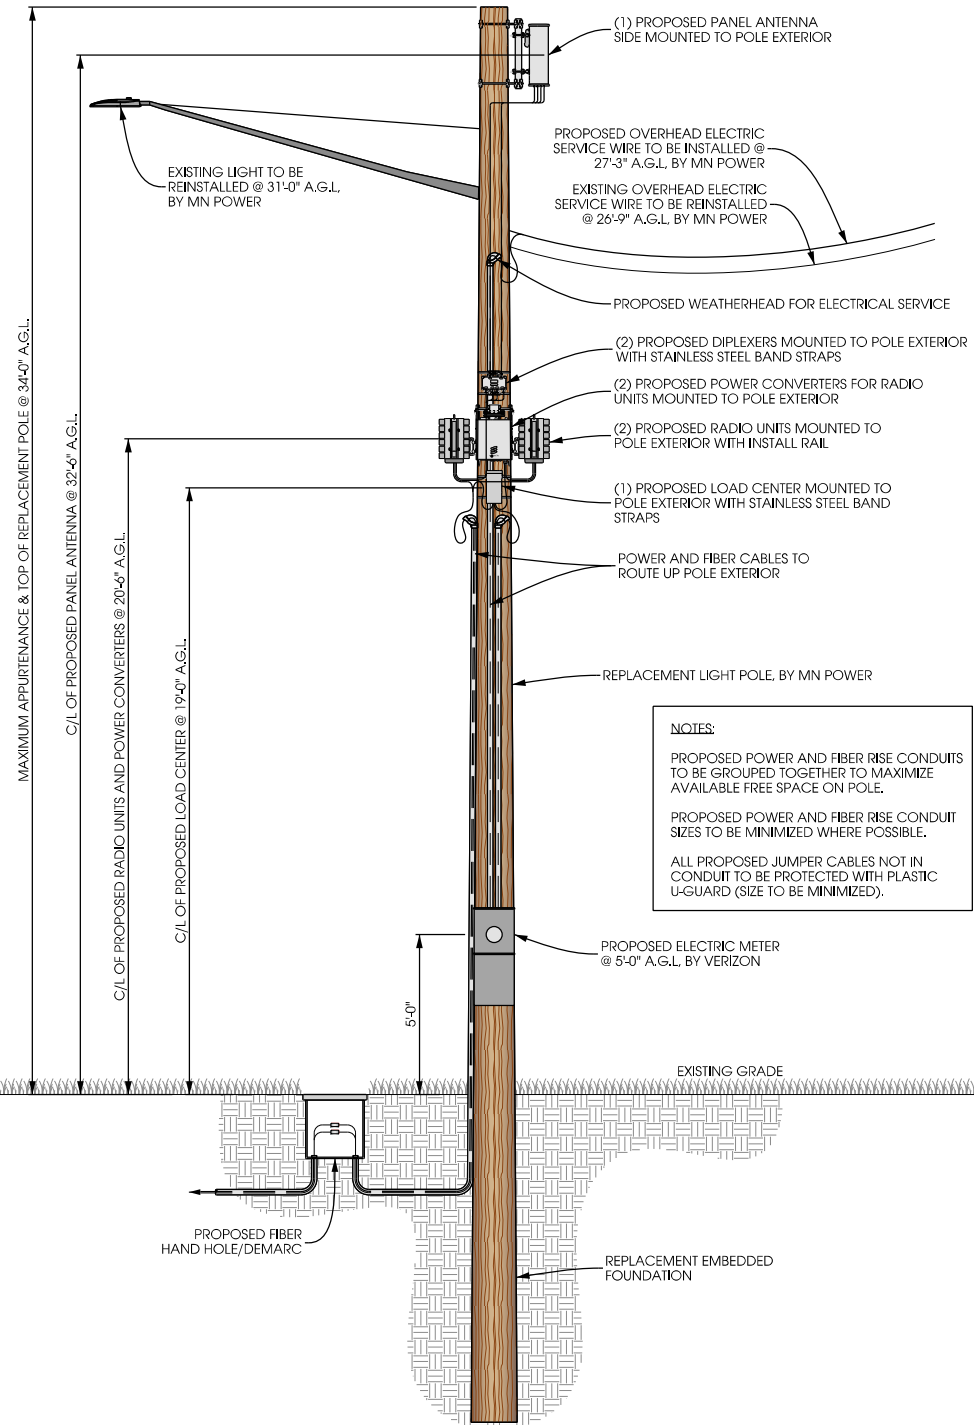 (1) PROPOSED PANEL ANTENNA
SIDE MOUNTED TO POLE EXTERIOR
PROPOSED OVERHEAD ELECTRIC
SERVICE WIRE TO BE INSTALLED @
27'-3" A.G.L, BY MN POWER
EXISTING LIGHT TO BE
REINSTALLED @ 31'-0" A.G.L,
BY MN POWER
EXISTING OVERHEAD ELECTRIC
SERVICE WIRE TO BE REINSTALLED
@ 26'-9" A.G.L, BY MN POWER
PROPOSED WEATHERHEAD FOR ELECTRICAL SERVICE
(2) PROPOSED DIPLEXERS MOUNTED TO POLE EXTERIOR
WITH STAINLESS STEEL BAND STRAPS
(2) PROPOSED POWER CONVERTERS FOR RADIO
UNITS MOUNTED TO POLE EXTERIOR
(2) PROPOSED RADIO UNITS MOUNTED TO
POLE EXTERIOR WITH INSTALL RAIL
(1) PROPOSED LOAD CENTER MOUNTED TO
POLE EXTERIOR WITH STAINLESS STEEL BAND
STRAPS
POWER AND FIBER CABLES TO
ROUTE UP POLE EXTERIOR
MAXIMUM APPURTENANCE & TOP OF REPLACEMENT POLE @ 34'-0" A.G.L.
C/L OF PROPOSED PANEL ANTENNA @ 32'-6" A.G.L.
C/L OF PROPOSED RADIO UNITS AND POWER CONVERTERS @ 20'-6" A.G.L.
C/L OF PROPOSED LOAD CENTER @ 19'-0" A.G.L.
REPLACEMENT LIGHT POLE, BY MN POWER
NOTES:
PROPOSED POWER AND FIBER RISE CONDUITS
TO BE GROUPED TOGETHER TO MAXIMIZE
AVAILABLE FREE SPACE ON POLE.
PROPOSED POWER AND FIBER RISE CONDUIT
SIZES TO BE MINIMIZED WHERE POSSIBLE.
ALL PROPOSED JUMPER CABLES NOT IN
CONDUIT TO BE PROTECTED WITH PLASTIC
U-GUARD (SIZE TO BE MINIMIZED).
PROPOSED ELECTRIC METER
@ 5'-0" A.G.L, BY VERIZON
5'-0"
EXISTING GRADE
PROPOSED FIBER
HAND HOLE/DEMARC
REPLACEMENT EMBEDDED
FOUNDATION